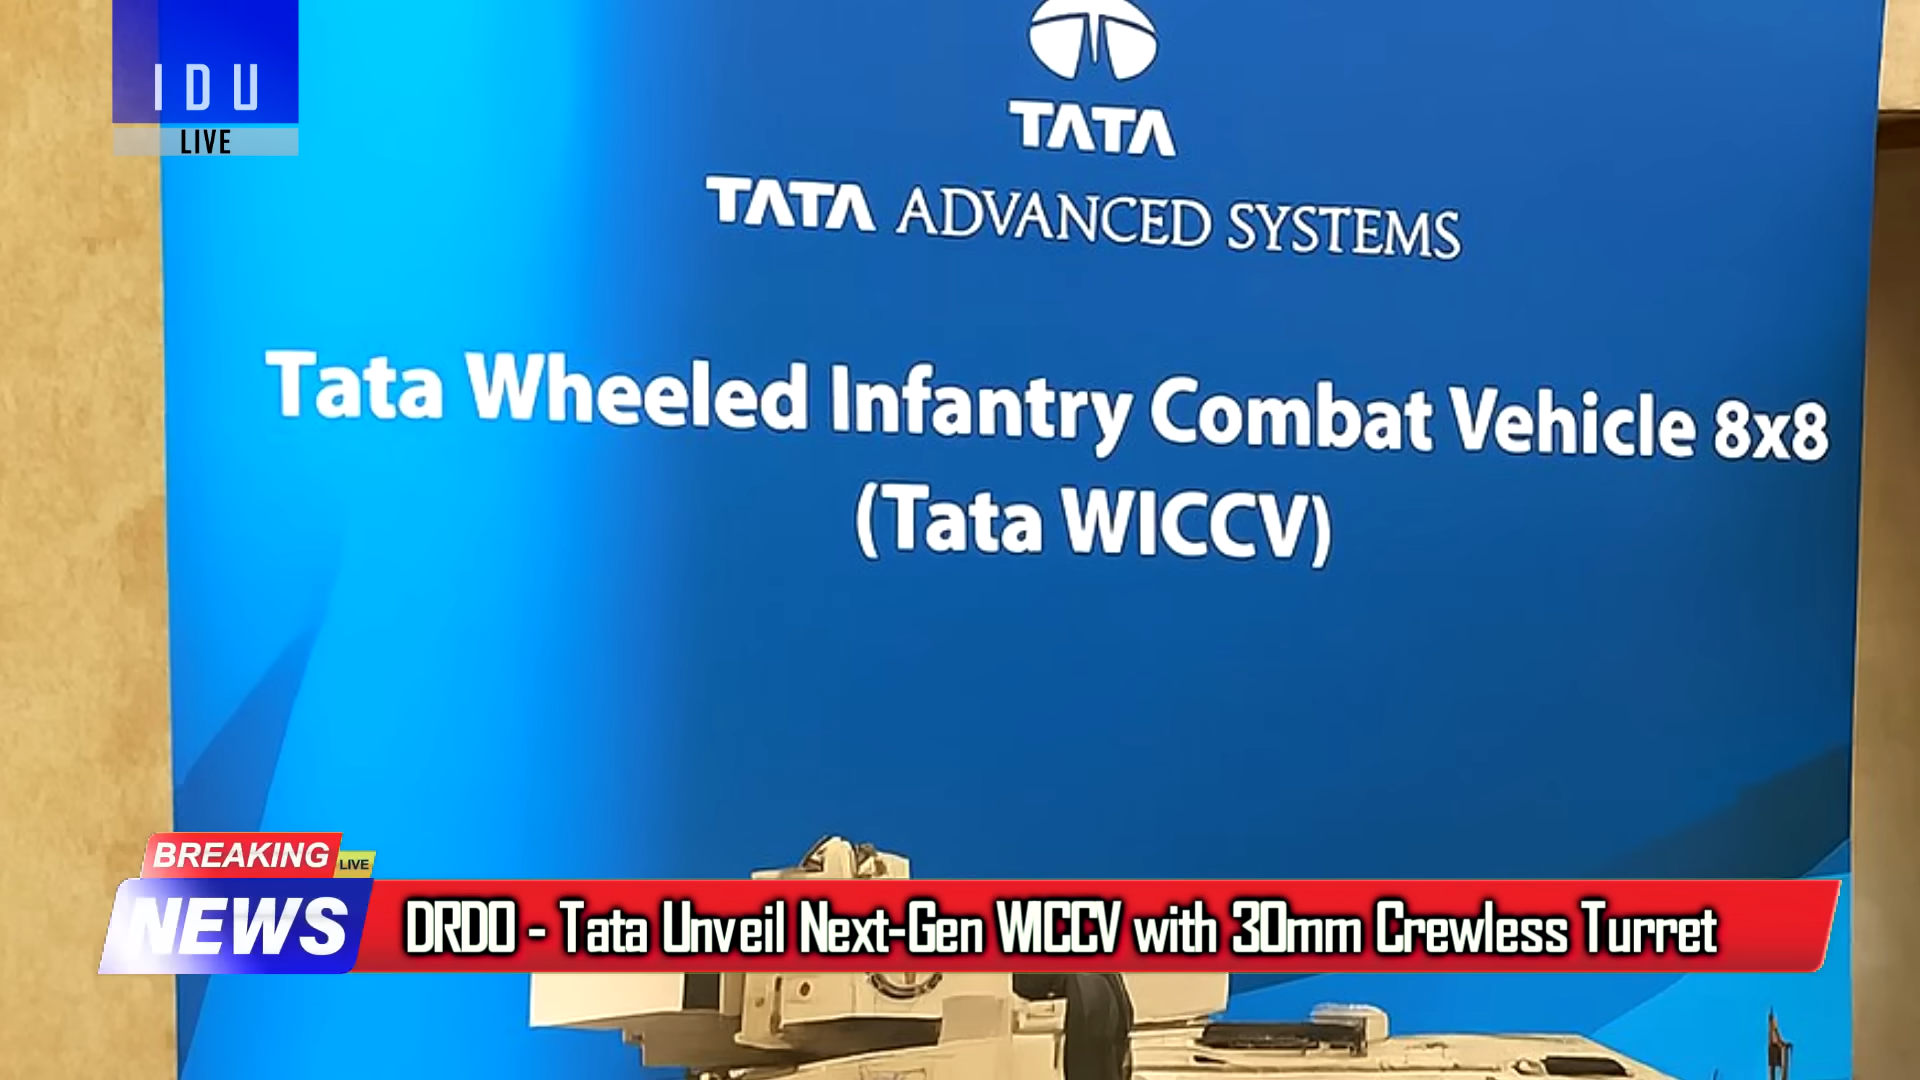 IDU
LIVE
TATA
TATA ADVANCED SYSTEMS
Tata Wheeled Infantry Combat Vehicle 8x8
(Tata WICCV)
BREAKING
LIVE
NEWS
DRDO - Tata Unveil Next-Gen WICCV with 30mm Crewless Turret